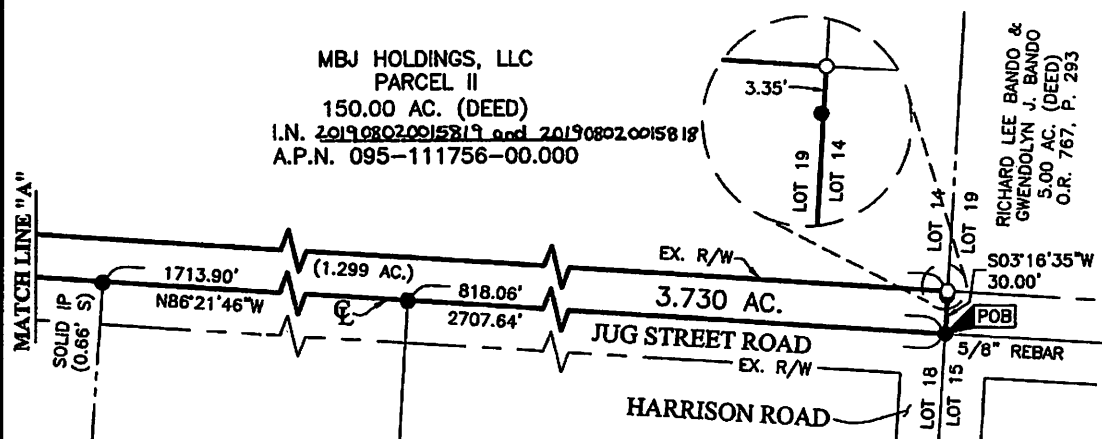 MBJ HOLDINGS, LLC
PARCEL II
150.00 AC. (DEED)
I.N. 201908020015819 and 201908020015818
A.P.N. 095-111756-00.000
3.35'
LOT 19
LOT 14
RICHARD LEE BANDO &
GWENDOLYN J. BANDO
5.00 AC. (DEED)
O.R. 767, P. 293
MATCH LINE "A"
SOLID IP
(0.66' S)
1713.90'
N86°21'46"W
(1.299 AC.)
℄
818.06'
2707.64'
EX. R/W
3.730 AC.
JUG STREET ROAD
EX. R/W
LOT 14
LOT 19
S03°16'35"W
30.00'
POB
5/8" REBAR
HARRISON ROAD
LOT 18
LOT 15